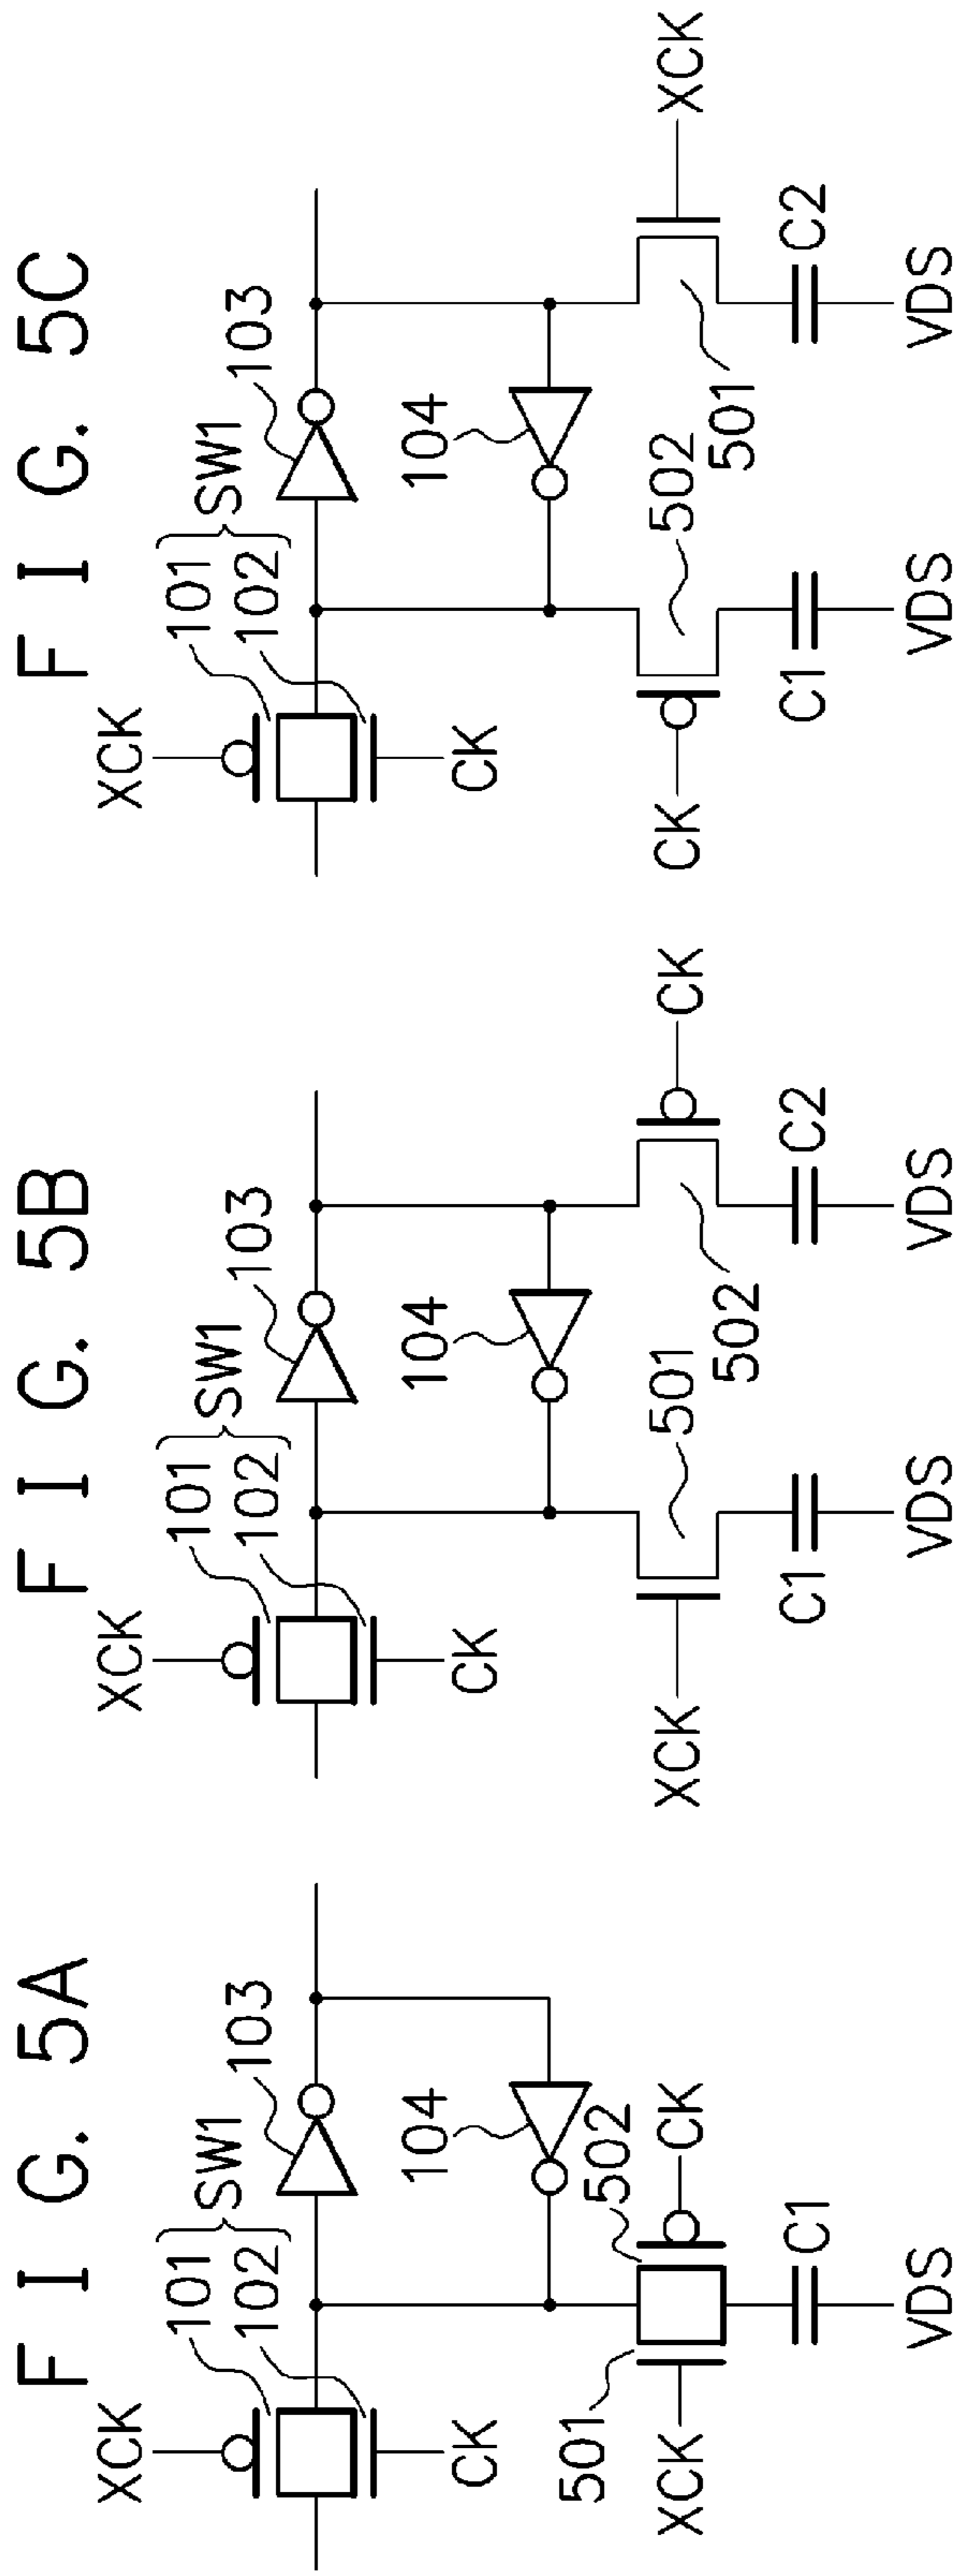 F I G. 5A
XCK
101
102
SW1
103
CK
104
501
502
XCK
CK
C1
VDS
F I G. 5B
XCK
101
102
SW1
103
CK
104
501
502
XCK
CK
C1
C2
VDS
VDS
F I G. 5C
XCK
101
102
SW1
103
CK
104
502
501
CK
XCK
C1
C2
VDS
VDS